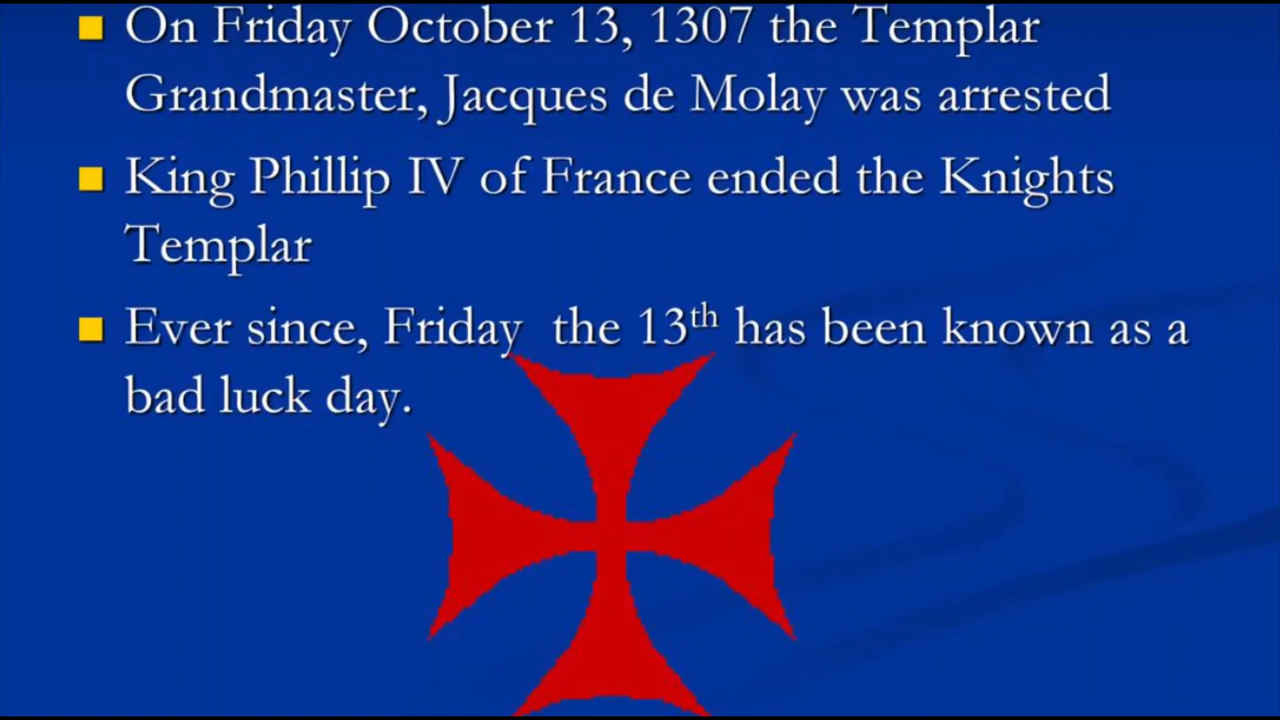 On Friday October 13, 1307 the Templar
Grandmaster, Jacques de Molay was arrested
King Phillip IV of France ended the Knights
Templar
Ever since, Friday  the 13th has been known as a
bad luck day.